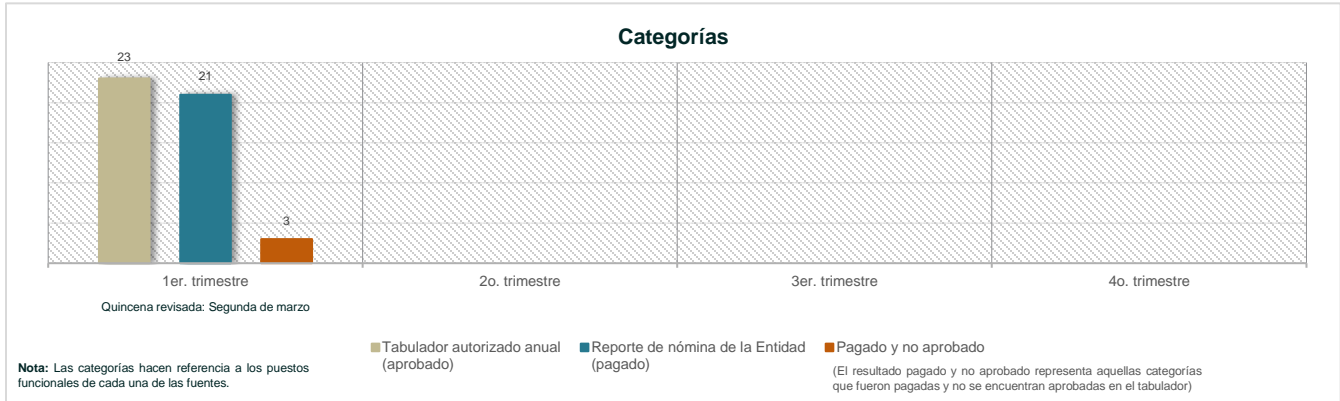 Categorías
23
21
3
1er. trimestre
2o. trimestre
3er. trimestre
4o. trimestre
Quincena revisada: Segunda de marzo
Tabulador autorizado anual
(aprobado)
Reporte de nómina de la Entidad
(pagado)
Pagado y no aprobado
(El resultado pagado y no aprobado representa aquellas categorías
que fueron pagadas y no se encuentran aprobadas en el tabulador)
Nota: Las categorías hacen referencia a los puestos
funcionales de cada una de las fuentes.